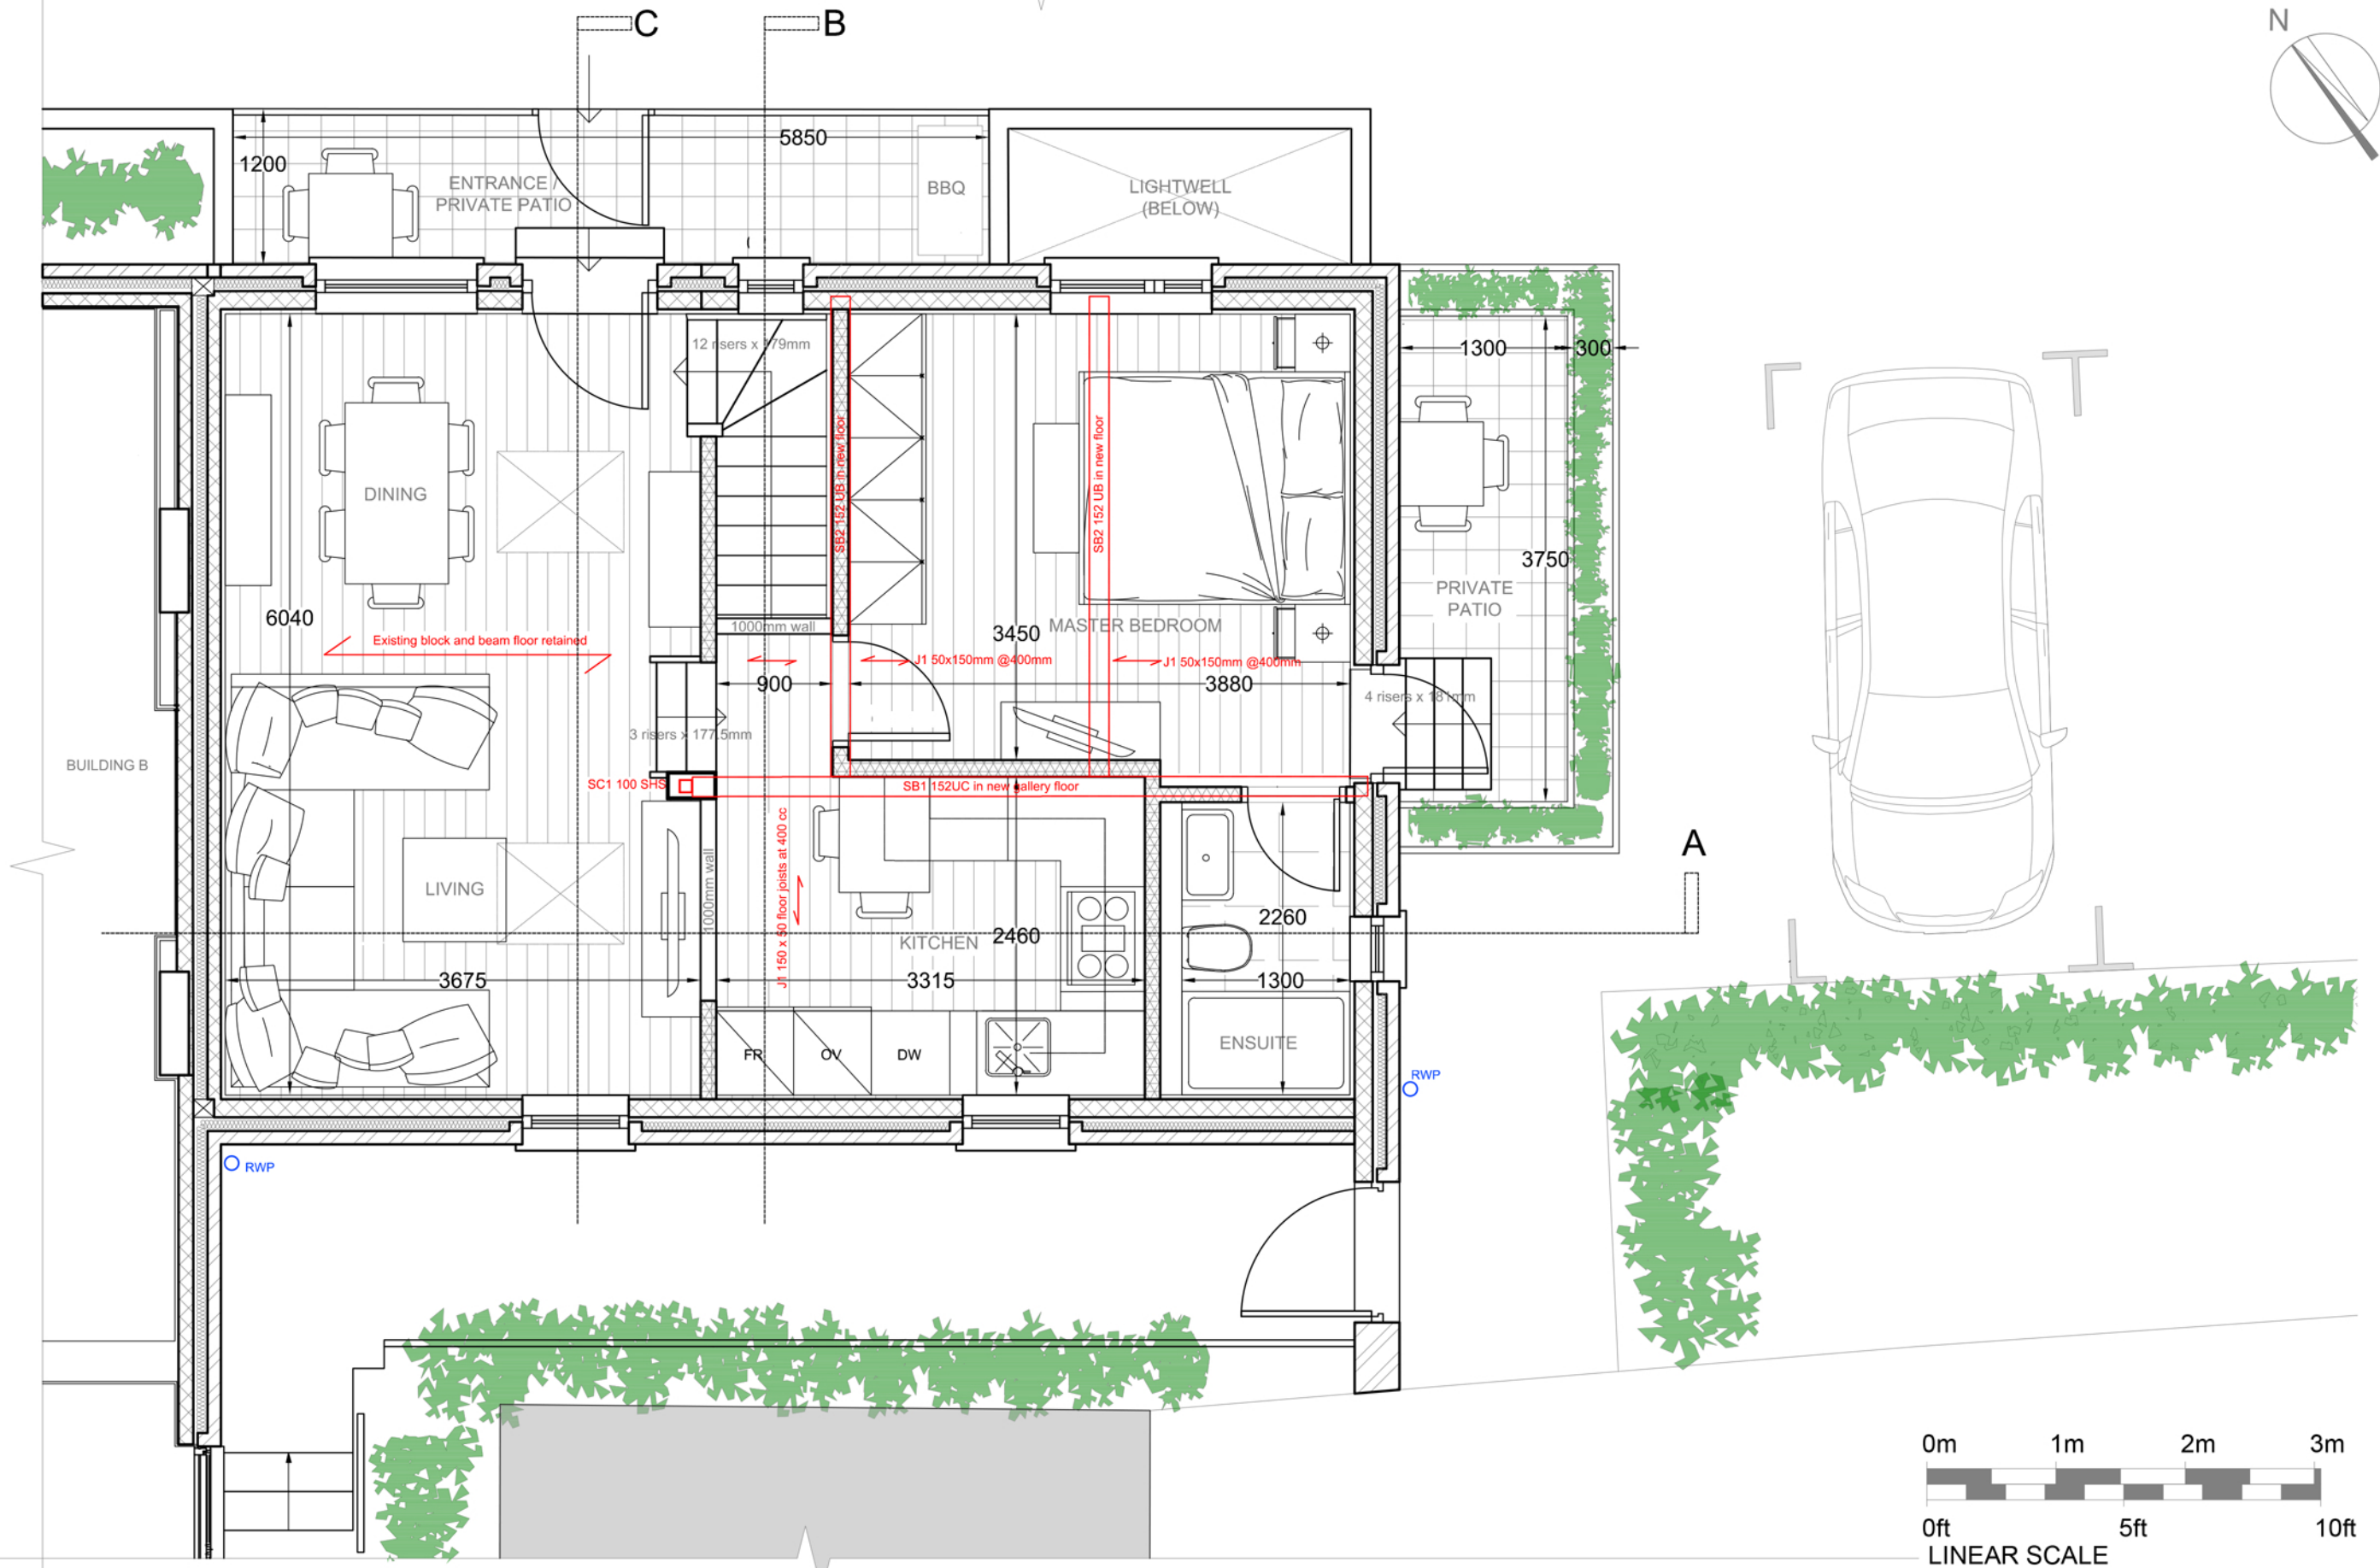 C
B
N
5850
1200
ENTRANCE /
PRIVATE PATIO
BBQ
LIGHTWELL
(BELOW)
12 risers x 179mm
1300
300
SB2 152 UB in new floor
SB2 152 UB in new floor
DINING
3750
PRIVATE
PATIO
6040
Existing block and beam floor retained
1000mm wall
3450
MASTER BEDROOM
J1 50x150mm @400mm
J1 50x150mm @400mm
900
3880
4 risers x 181mm
3 risers x 177.5mm
BUILDING B
SC1 100 SHS
SB1 152UC in new gallery floor
A
J1 150 x 50 floor joists at 400 cc
1000mm wall
LIVING
2260
KITCHEN
2460
3675
3315
1300
ENSUITE
FR
OV
DW
RWP
RWP
0m
1m
2m
3m
0ft
5ft
10ft
LINEAR SCALE